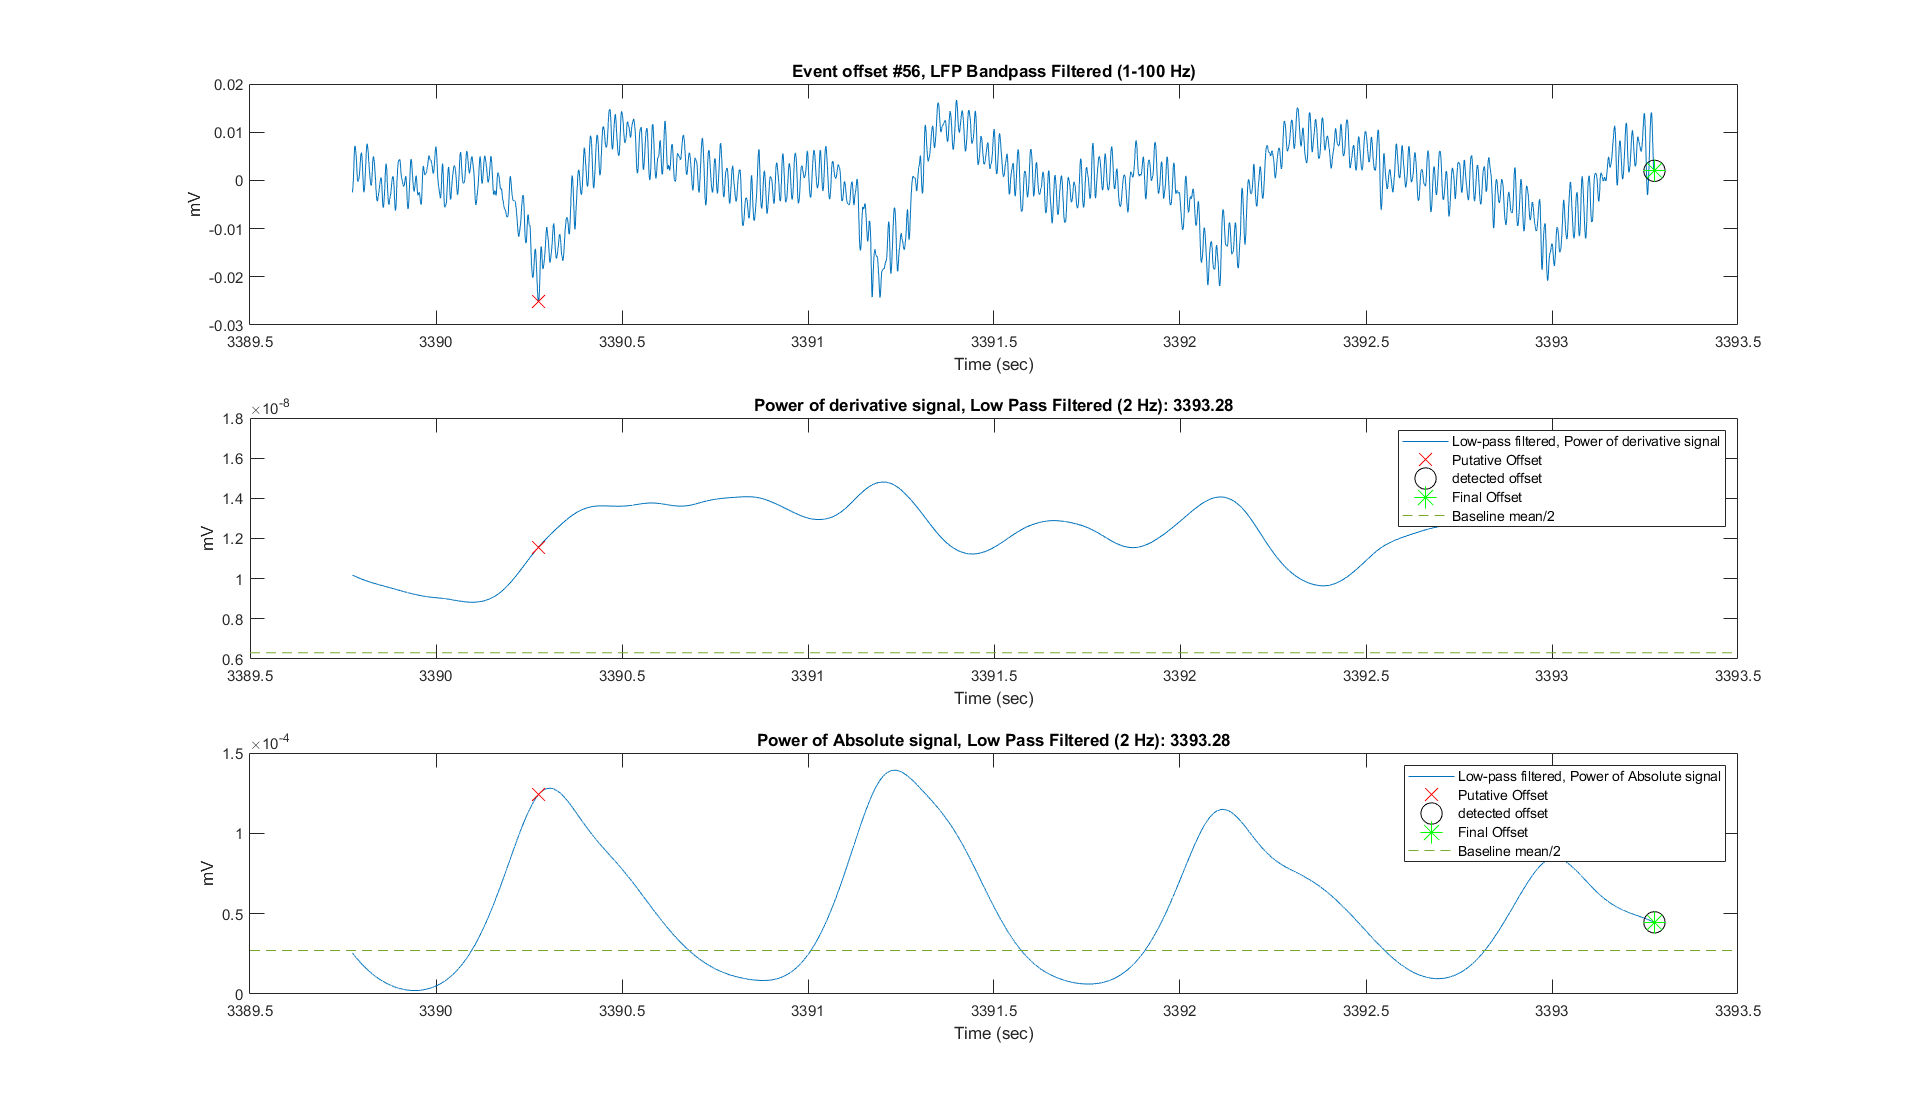 Event offset #56, LFP Bandpass Filtered (1-100 Hz)
0.02
0.01
0
-0.01
-0.02
-0.03
mV
3389.5 3390 3390.5 3391 3391.5 3392 3392.5 3393 3393.5
Time (sec)
Power of derivative signal, Low Pass Filtered (2 Hz): 3393.28
×10-8
1.8
1.6
1.4
1.2
1
0.8
0.6
mV
Low-pass filtered, Power of derivative signal
Putative Offset
detected offset
Final Offset
Baseline mean/2
3389.5 3390 3390.5 3391 3391.5 3392 3392.5 3393 3393.5
Time (sec)
Power of Absolute signal, Low Pass Filtered (2 Hz): 3393.28
×10-4
1.5
1
0.5
0
mV
Low-pass filtered, Power of Absolute signal
Putative Offset
detected offset
Final Offset
Baseline mean/2
3389.5 3390 3390.5 3391 3391.5 3392 3392.5 3393 3393.5
Time (sec)